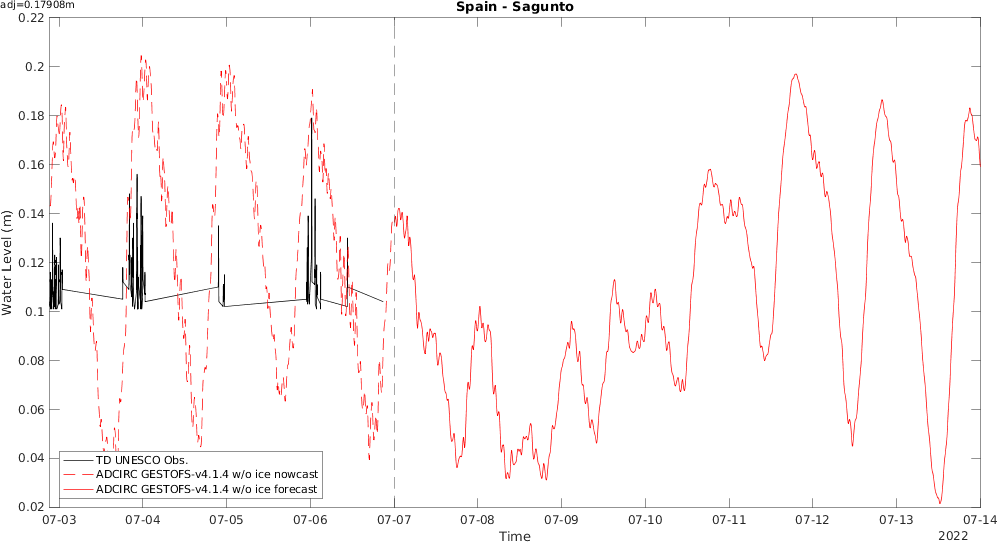 adj=0.17908m
Spain - Sagunto
0.22
0.2
0.18
0.16
0.14
0.12
0.1
0.08
0.06
0.04
0.02
Water Level (m)
TD UNESCO Obs.
ADCIRC GESTOFS-v4.1.4 w/o ice nowcast
ADCIRC GESTOFS-v4.1.4 w/o ice forecast
07-03 07-04 07-05 07-06 07-07 07-08 07-09 07-10 07-11 07-12 07-13 07-14
Time
2022